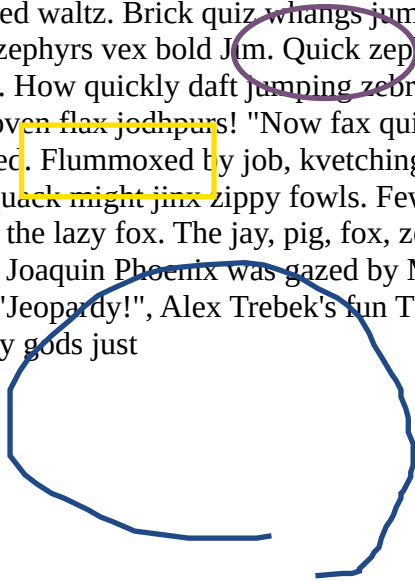 ed waltz. Brick quiz whangs jum
zephyrs vex bold Jim. Quick zep
. How quickly daft jumping zebr
oven flax jodhpurs! "Now fax qui
ed. Flummoxed by job, kvetching
uack might jinx zippy fowls. Few
the lazy fox. The jay, pig, fox, z
Joaquin Phoenix was gazed by M
"Jeopardy!", Alex Trebek's fun T
y gods just